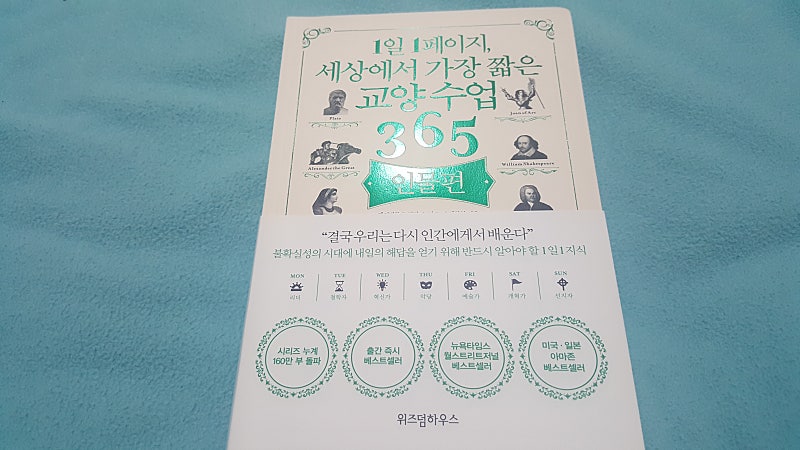 1일 1페이지,
세상에서 가장 짧은
교양 수업
365
인물편
Plato
Joan of Arc
Alexander the Great
William Shakespeare
“결국 우리는 다시 인간에게서 배운다”
불확실성의 시대에 내일의 해답을 얻기 위해 반드시 알아야 할 1일 1지식
MON TUE WED THU FRI SAT SUN
리더 철학자 혁신가 악당 예술가 개혁가 선지자
시리즈 누계
160만 부 돌파
출간 즉시
베스트셀러
뉴욕타임스
월스트리트저널
베스트셀러
미국·일본
아마존
베스트셀러
위즈덤하우스